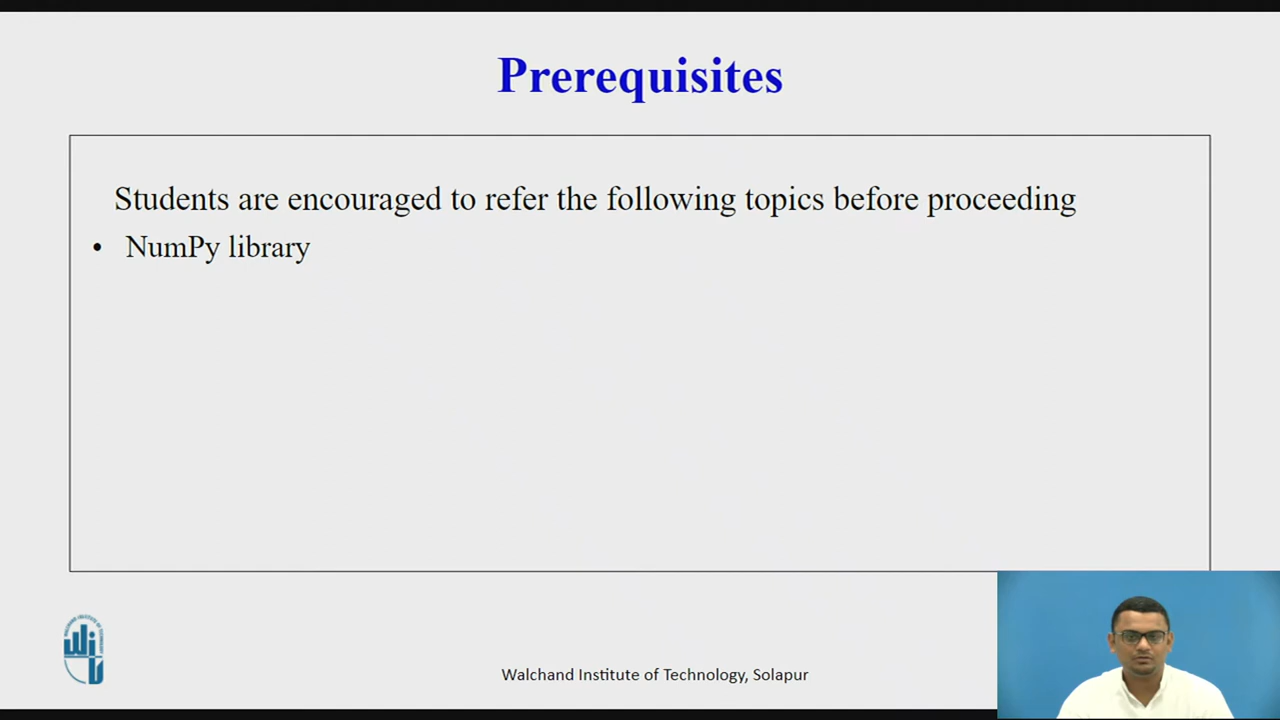 Prerequisites
Students are encouraged to refer the following topics before proceeding
• NumPy library
Walchand Institute of Technology, Solapur